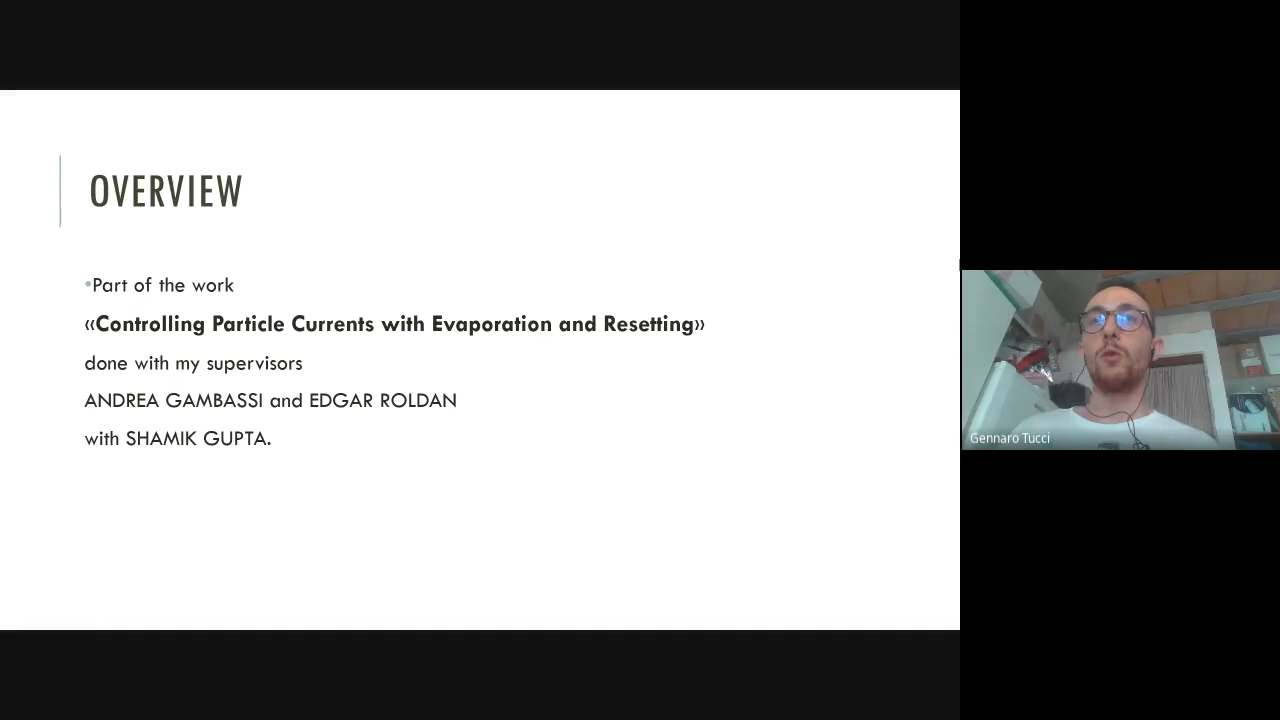 OVERVIEW
•Part of the work
«Controlling Particle Currents with Evaporation and Resetting»
done with my supervisors
ANDREA GAMBASSI and EDGAR ROLDAN
with SHAMIK GUPTA.
Gennaro Tucci